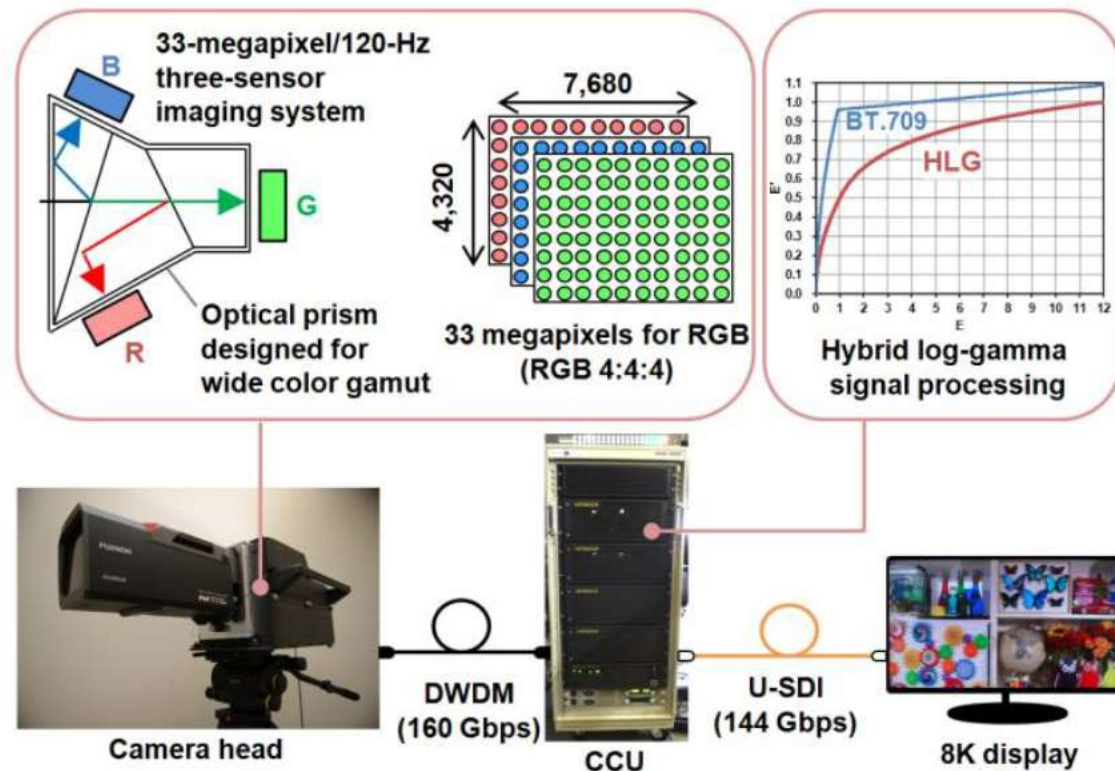 33-megapixel/120-Hz
three-sensor
imaging system
B
G
R
Optical prism
designed for
wide color gamut
7,680
4,320
33 megapixels for RGB
(RGB 4:4:4)
1.1
1.0
0.9
0.8
0.7
0.6
0.5
0.4
0.3
0.2
0.1
0.0
E'
BT.709
HLG
0 1 2 3 4 5 6 7 8 9 10 11 12
E
Hybrid log-gamma
signal processing
FUJINON
Camera head
DWDM
(160 Gbps)
CCU
U-SDI
(144 Gbps)
8K display